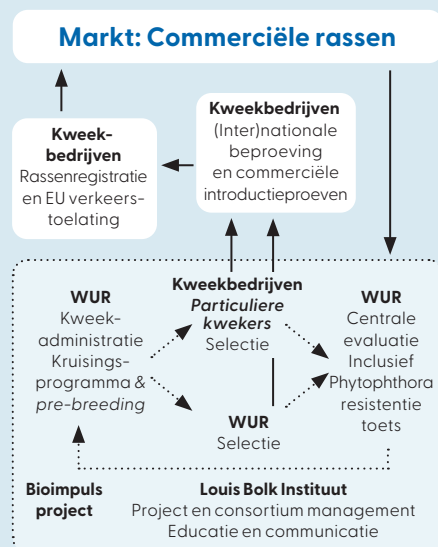 Markt: Commerciële rassen
Kweekbedrijven
(Inter)nationale
beproeving
en commerciële
introductieproeven
Kweek-
bedrijven
Rassenregistratie
en EU verkeers-
toelating
WUR
Kweek-
administratie
Kruisings-
programma &
pre-breeding
Kweekbedrijven
Particuliere
kwekers
Selectie
WUR
Selectie
WUR
Centrale
evaluatie
Inclusief
Phytophthora
resistentie
toets
Bioimpuls
project
Louis Bolk Instituut
Project en consortium management
Educatie en communicatie